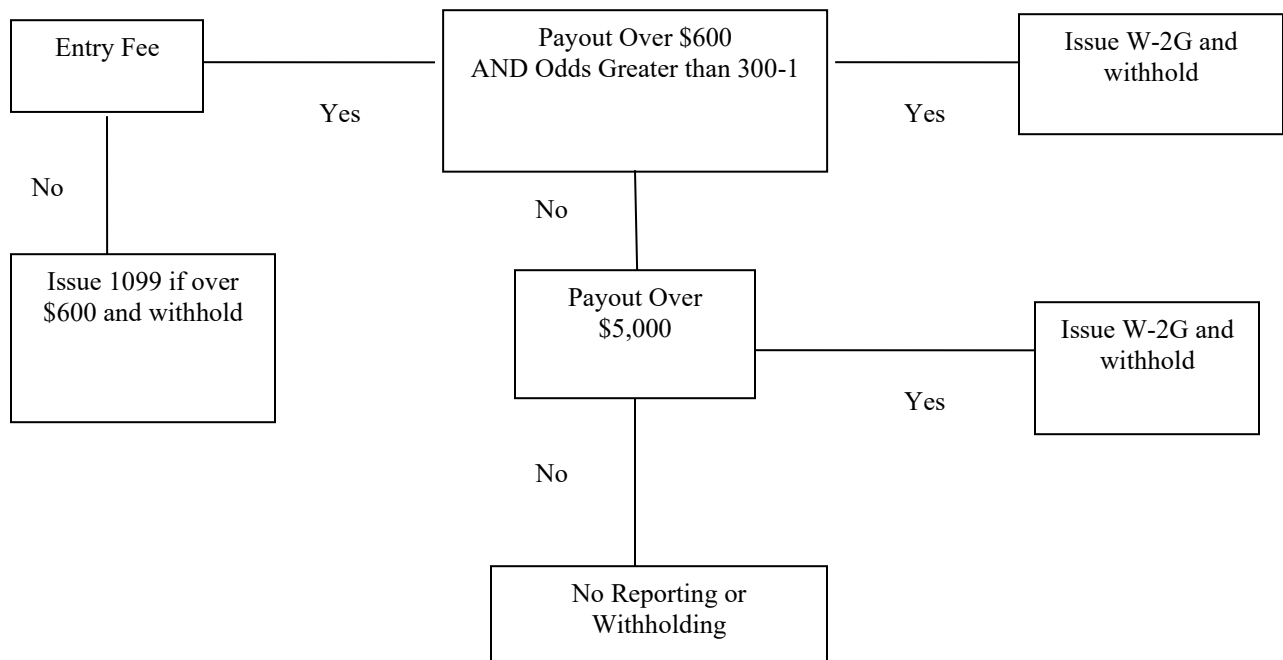 Entry Fee
Payout Over $600
AND Odds Greater than 300-1
Issue W-2G and
withhold
Yes
Yes
No
No
Issue 1099 if over
$600 and withhold
Payout Over
$5,000
Issue W-2G and
withhold
Yes
No
No Reporting or
Withholding